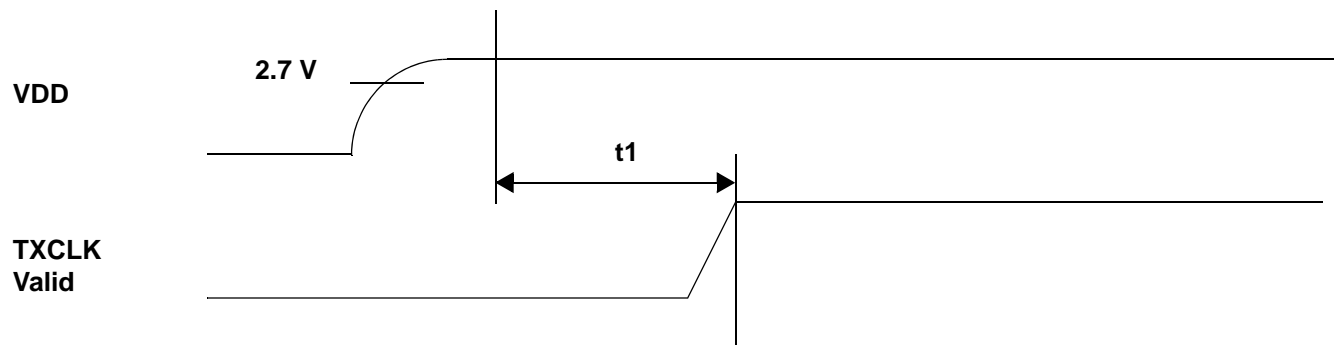 2.7 V
VDD
t1
TXCLK
Valid